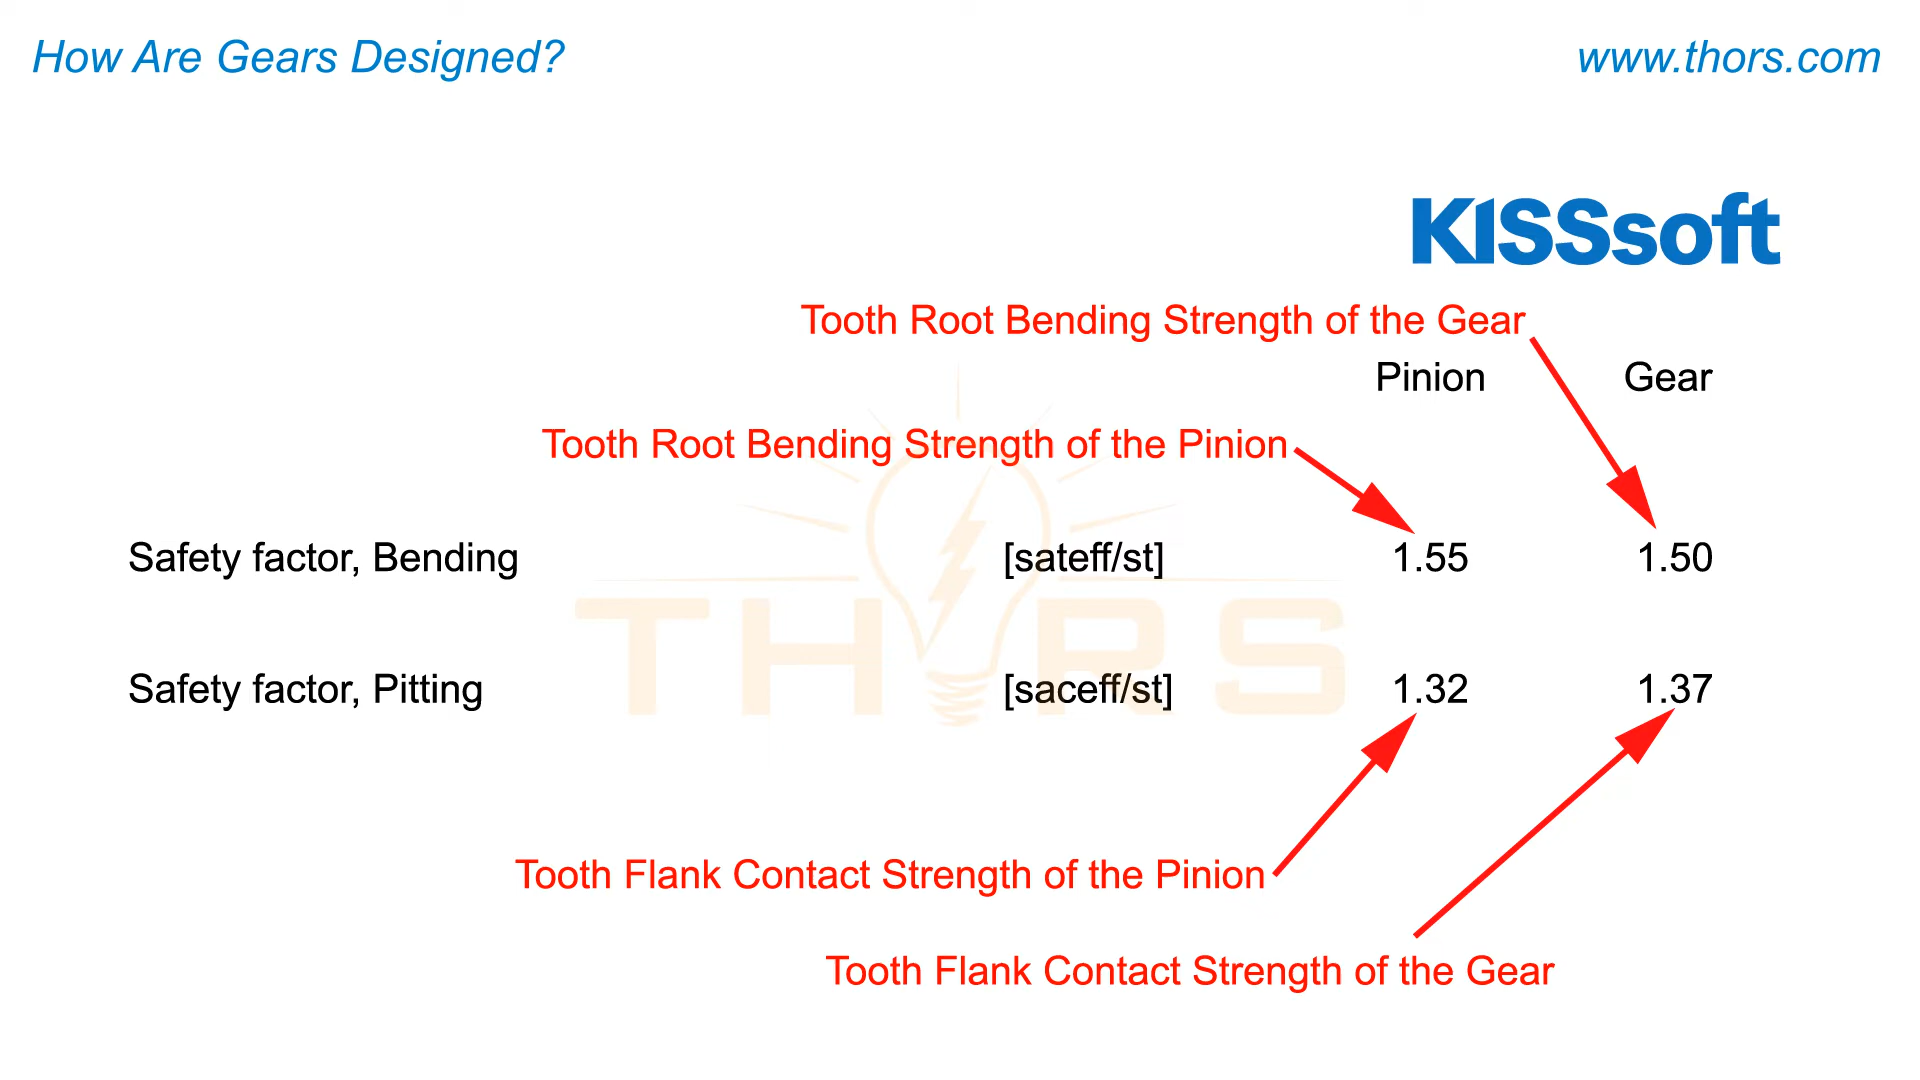 How Are Gears Designed?
www.thors.com
KISSsoft
Tooth Root Bending Strength of the Gear
Pinion Gear
Tooth Root Bending Strength of the Pinion
Safety factor, Bending [sateff/st] 1.55 1.50
THORS
Safety factor, Pitting [saceff/st] 1.32 1.37
Tooth Flank Contact Strength of the Pinion
Tooth Flank Contact Strength of the Gear